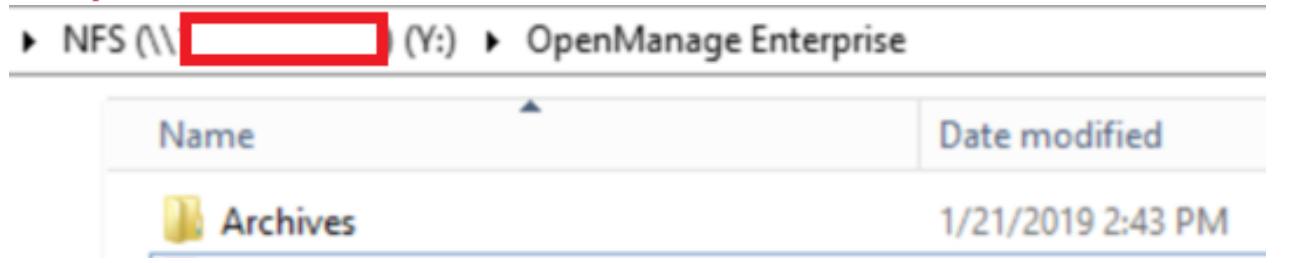 NFS (\\ ) (Y:) OpenManage Enterprise
Name Date modified
Archives 1/21/2019 2:43 PM